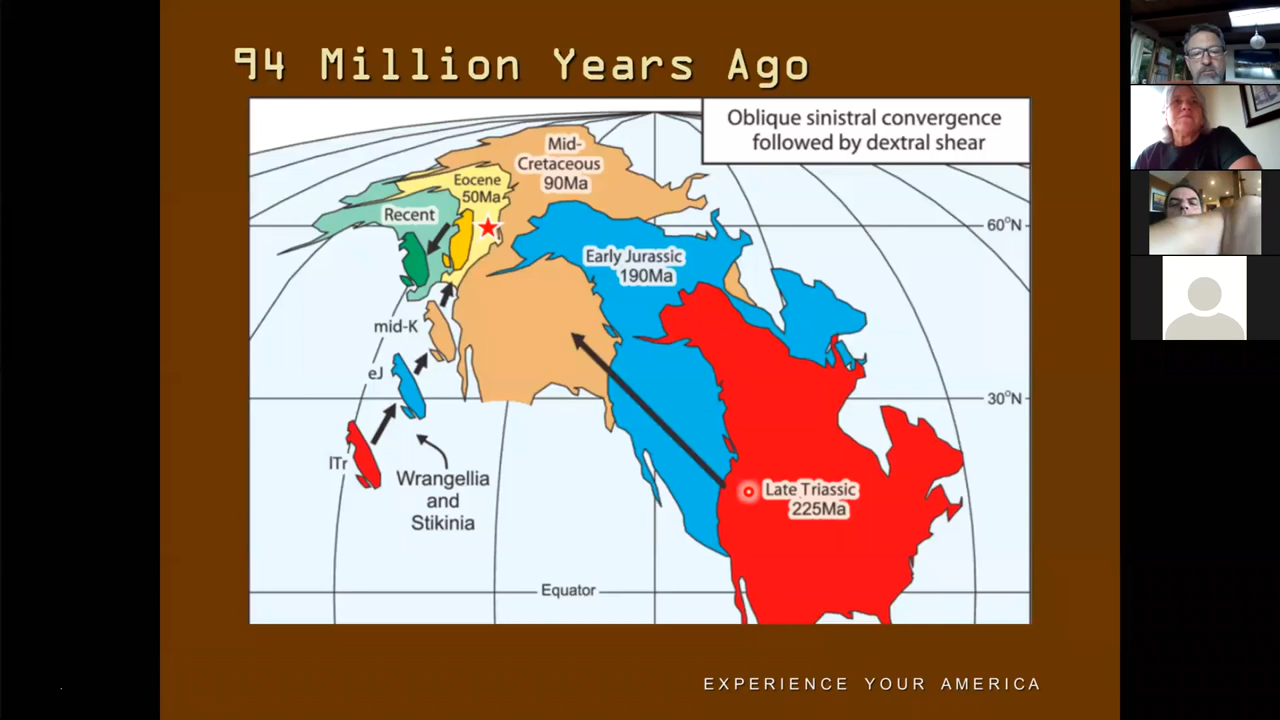 94 Million Years Ago
Oblique sinistral convergence
followed by dextral shear
Mid-
Cretaceous
90Ma
Eocene
50Ma
Recent
60°N
Early Jurassic
190Ma
mid-K
eJ
30°N
lTr
Wrangellia
and
Stikinia
Late Triassic
225Ma
Equator
EXPERIENCE YOUR AMERICA